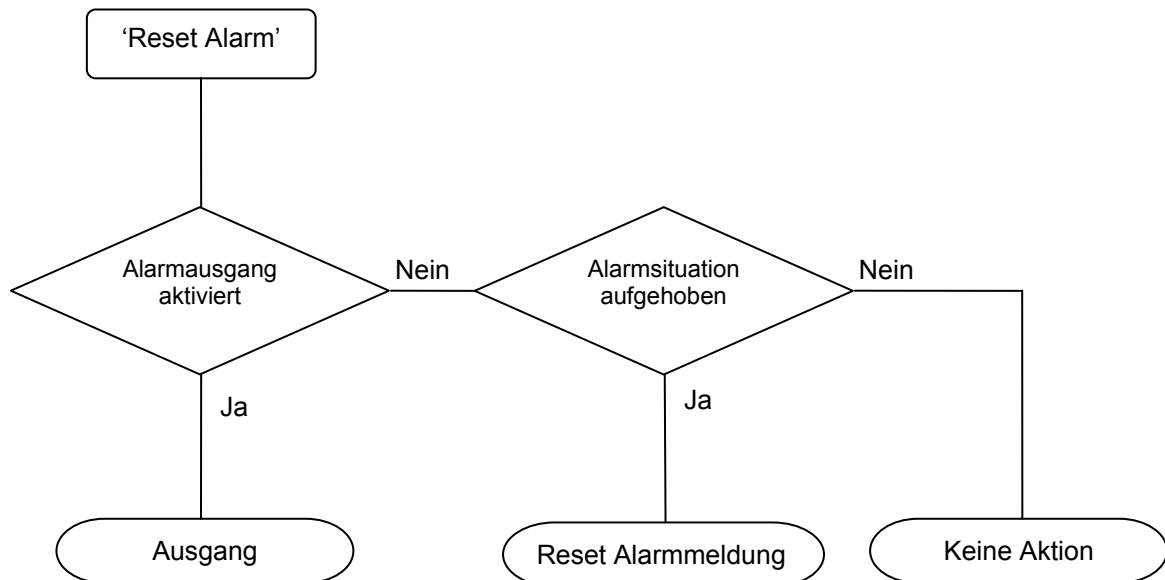 ‘Reset Alarm’
Alarmausgang
aktiviert
Nein
Alarmsituation
aufgehoben
Nein
Ja
Ja
Ausgang
Reset Alarmmeldung
Keine Aktion